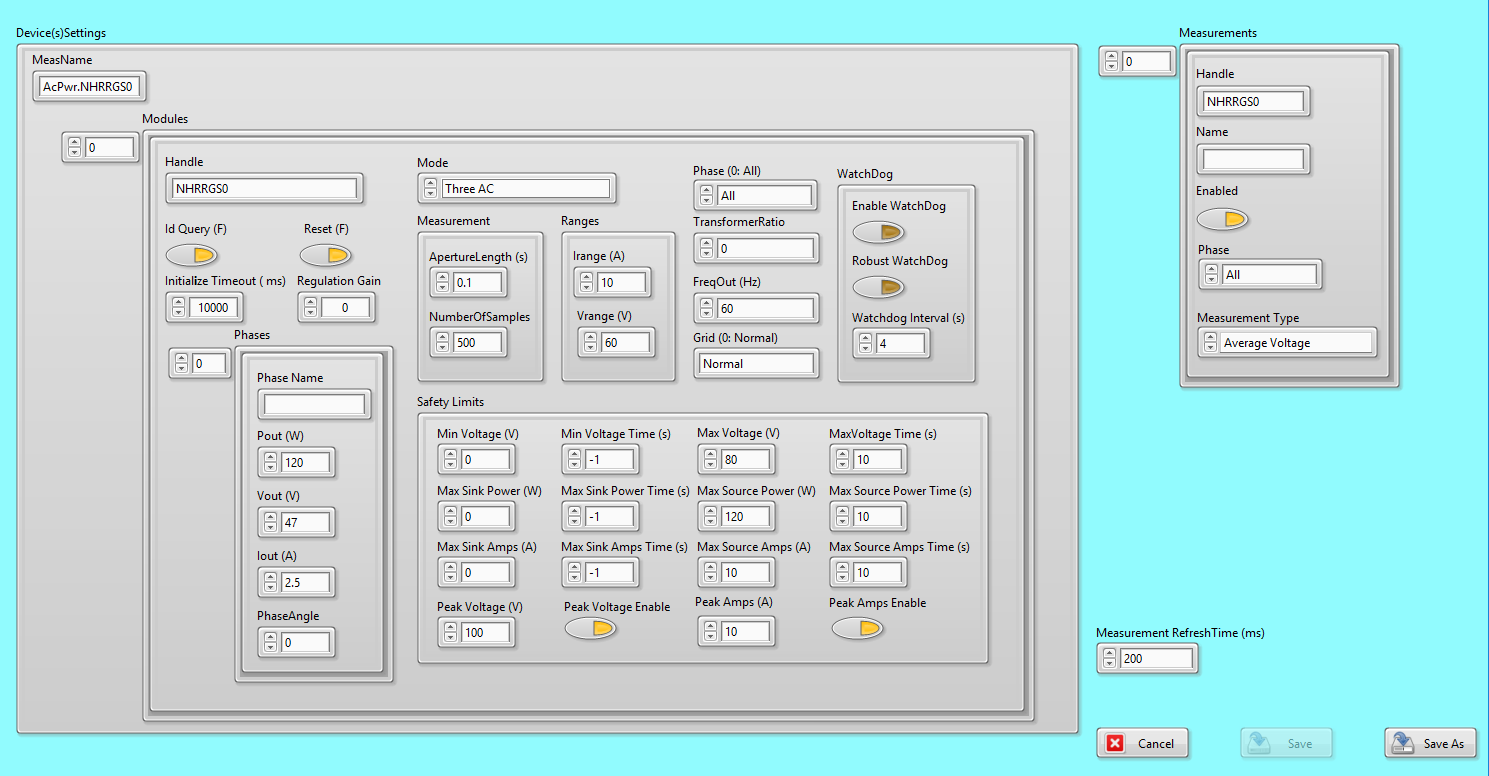 Device(s)Settings
MeasName
AcPwr.NHRRGS0
Modules
0
Handle
NHRRGS0
Id Query (F)
Reset (F)
Initialize Timeout ( ms)
Regulation Gain
10000
0
Phases
0
Phase Name
Pout (W)
120
Vout (V)
47
Iout (A)
2.5
PhaseAngle
0
Mode
Three AC
Measurement
ApertureLength (s)
0.1
NumberOfSamples
500
Ranges
Irange (A)
10
Vrange (V)
60
Phase (0: All)
All
TransformerRatio
0
FreqOut (Hz)
60
Grid (0: Normal)
Normal
WatchDog
Enable WatchDog
Robust WatchDog
Watchdog Interval (s)
4
Safety Limits
Min Voltage (V)
Min Voltage Time (s)
Max Voltage (V)
MaxVoltage Time (s)
0
-1
80
10
Max Sink Power (W)
Max Sink Power Time (s)
Max Source Power (W)
Max Source Power Time (s)
0
-1
120
10
Max Sink Amps (A)
Max Sink Amps Time (s)
Max Source Amps (A)
Max Source Amps Time (s)
0
-1
10
10
Peak Voltage (V)
Peak Voltage Enable
Peak Amps (A)
Peak Amps Enable
100
10
Measurements
0
Handle
NHRRGS0
Name
Enabled
Phase
All
Measurement Type
Average Voltage
Measurement RefreshTime (ms)
200
Cancel
Save
Save As